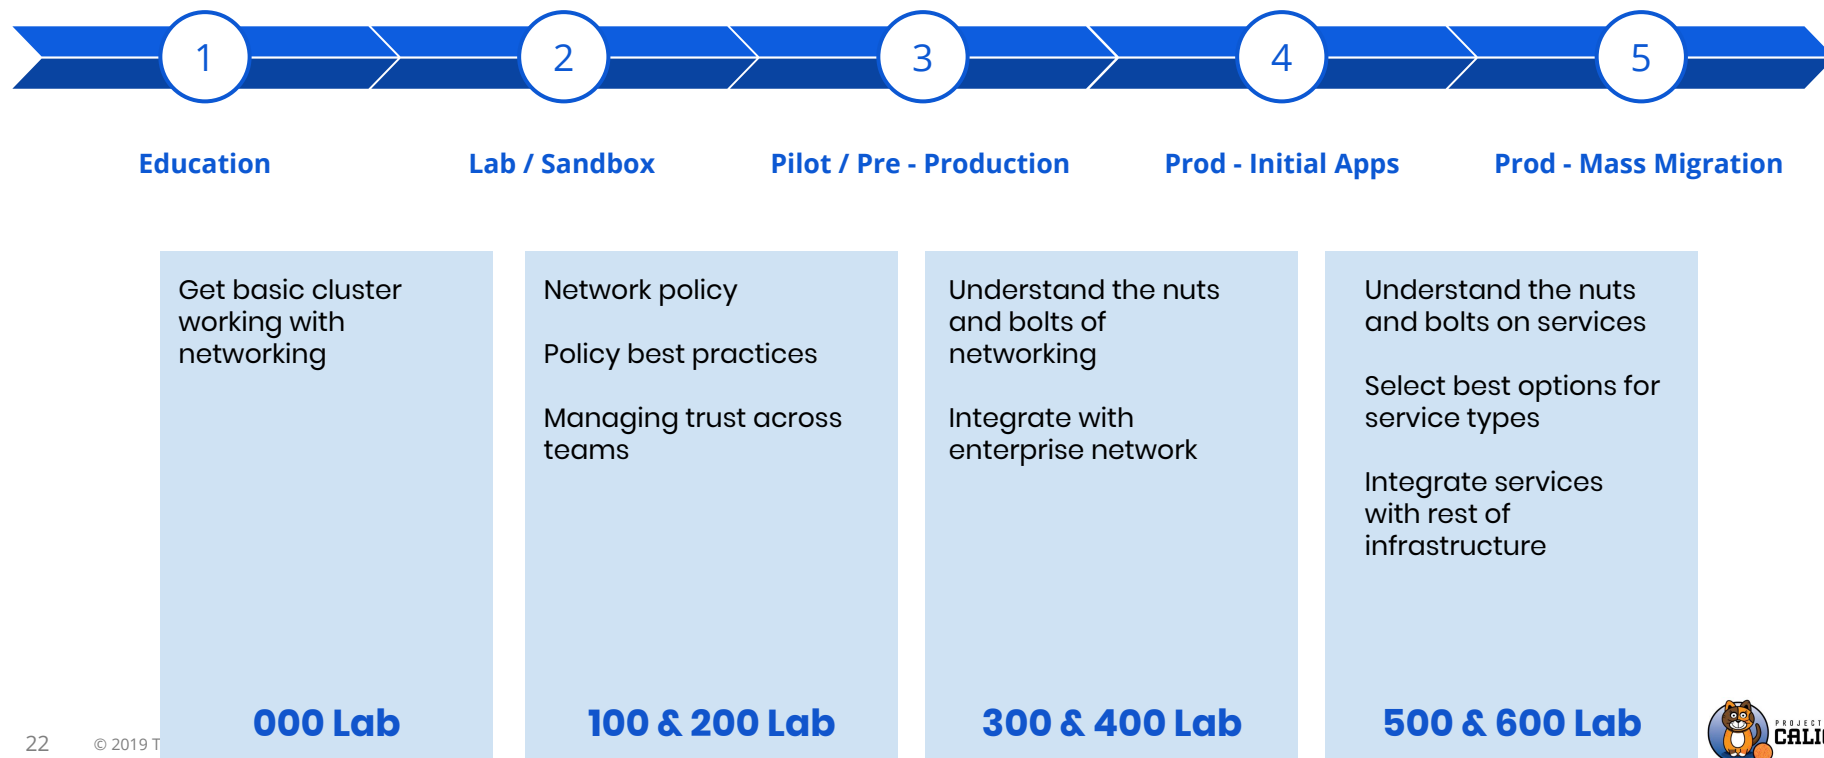 1
2
3
4
5
Education
Lab / Sandbox
Pilot / Pre - Production
Prod - Initial Apps
Prod - Mass Migration
Get basic cluster
working with
networking
000 Lab
Network policy
Policy best practices
Managing trust across
teams
100 & 200 Lab
Understand the nuts
and bolts of
networking
Integrate with
enterprise network
300 & 400 Lab
Understand the nuts
and bolts on services
Select best options for
service types
Integrate services
with rest of
infrastructure
500 & 600 Lab
22
© 2019 T
PROJECT